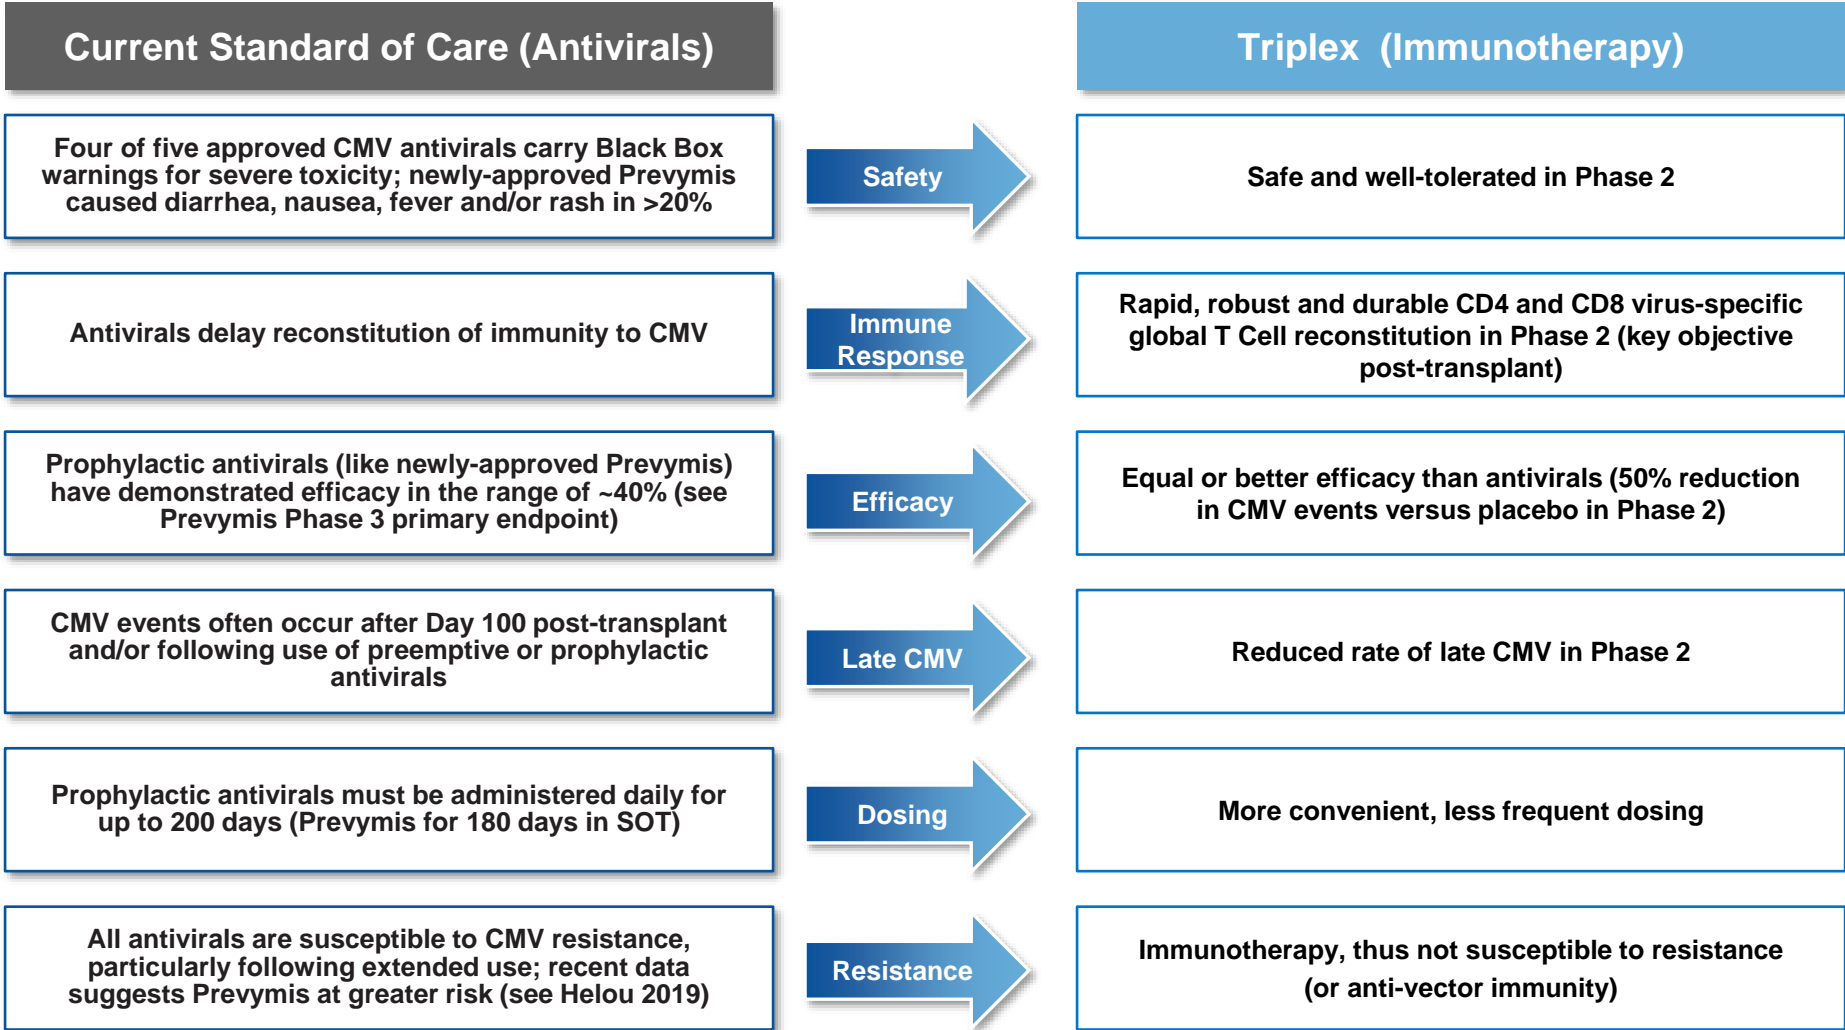 Current Standard of Care (Antivirals)
Triplex (Immunotherapy)
Four of five approved CMV antivirals carry Black Box
warnings for severe toxicity; newly-approved Prevymis
caused diarrhea, nausea, fever and/or rash in >20%
Safety
Safe and well-tolerated in Phase 2
Antivirals delay reconstitution of immunity to CMV
Immune
Response
Rapid, robust and durable CD4 and CD8 virus-specific
global T Cell reconstitution in Phase 2 (key objective
post-transplant)
Prophylactic antivirals (like newly-approved Prevymis)
have demonstrated efficacy in the range of ~40% (see
Prevymis Phase 3 primary endpoint)
Efficacy
Equal or better efficacy than antivirals (50% reduction
in CMV events versus placebo in Phase 2)
CMV events often occur after Day 100 post-transplant
and/or following use of preemptive or prophylactic
antivirals
Late CMV
Reduced rate of late CMV in Phase 2
Prophylactic antivirals must be administered daily for
up to 200 days (Prevymis for 180 days in SOT)
Dosing
More convenient, less frequent dosing
All antivirals are susceptible to CMV resistance,
particularly following extended use; recent data
suggests Prevymis at greater risk (see Helou 2019)
Resistance
Immunotherapy, thus not susceptible to resistance
(or anti-vector immunity)